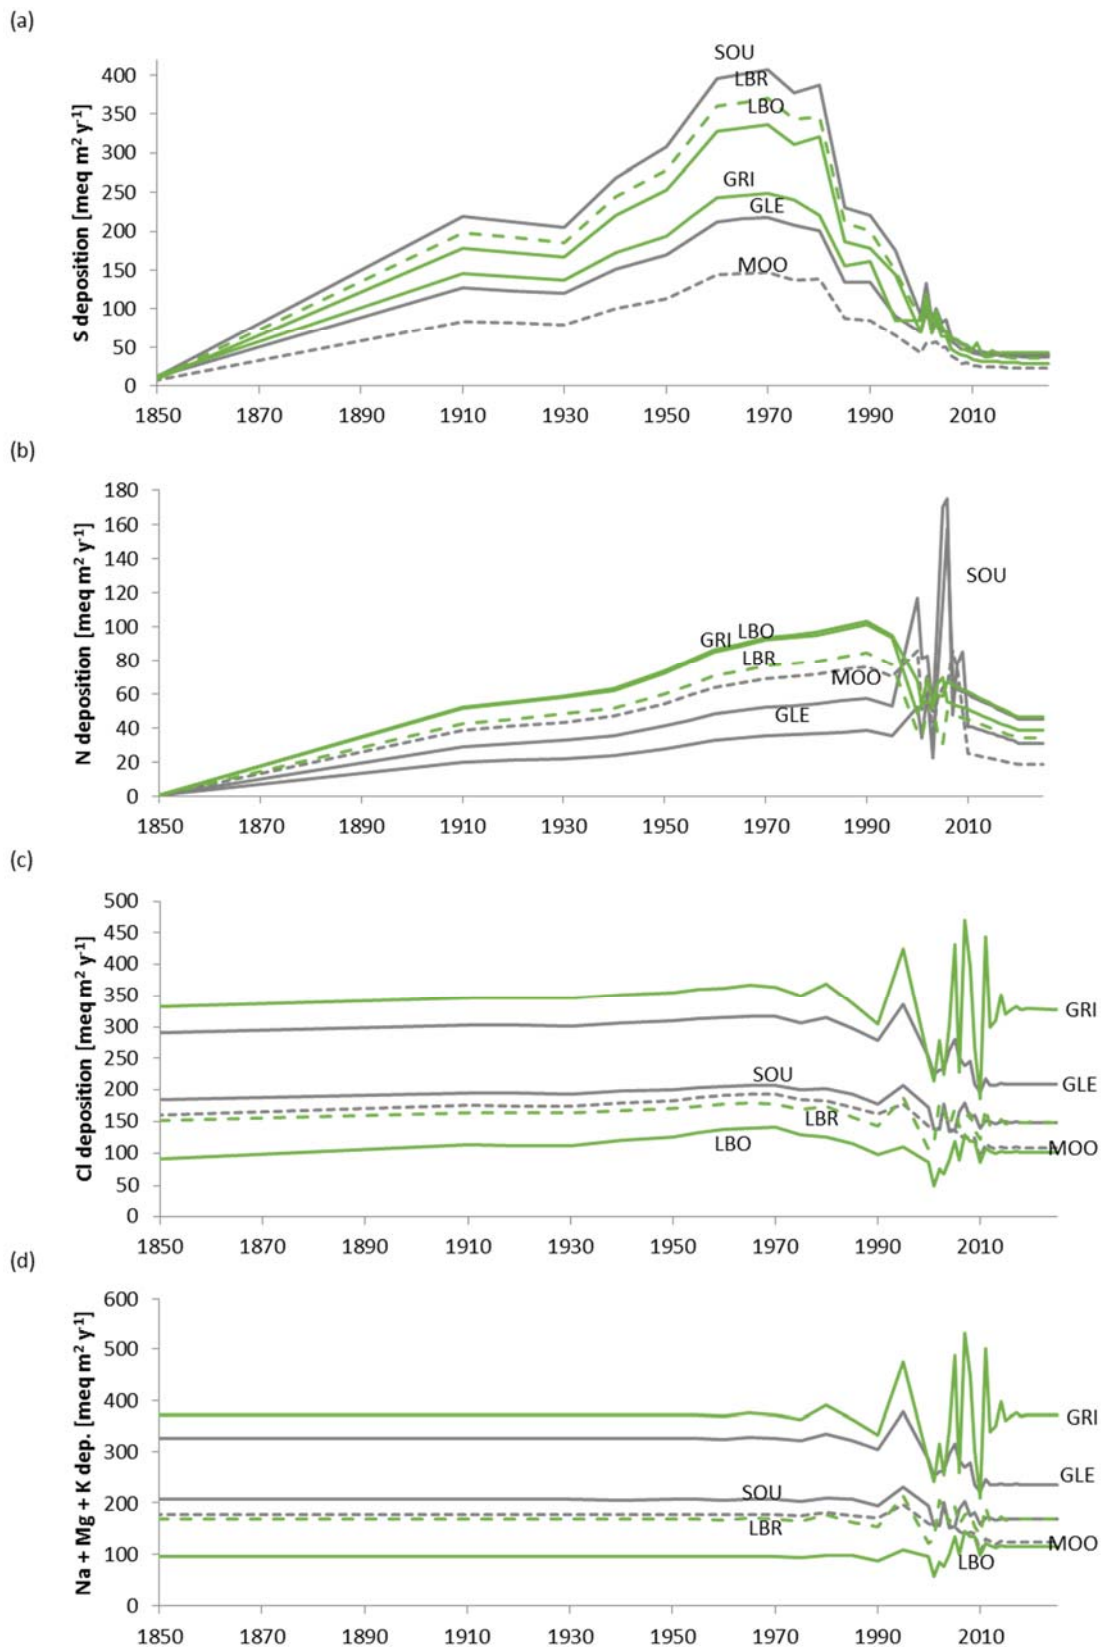 (a)
S deposition [meq m² y⁻¹]
400
350
300
250
200
150
100
50
0
SOU
LBR
LBO
GRI
GLE
MOO
1850 1870 1890 1910 1930 1950 1970 1990 2010
(b)
N deposition [meq m² y⁻¹]
180
160
140
120
100
80
60
40
20
0
SOU
GRI LBO
LBR
MOO
GLE
1850 1870 1890 1910 1930 1950 1970 1990 2010
(c)
Cl deposition [meq m² y⁻¹]
500
450
400
350
300
250
200
150
100
50
0
GRI
GLE
SOU
LBR
LBO
MOO
1850 1870 1890 1910 1930 1950 1970 1990 2010
(d)
Na + Mg + K dep. [meq m² y⁻¹]
600
500
400
300
200
100
0
GRI
GLE
SOU
LBR
MOO
LBO
1850 1870 1890 1910 1930 1950 1970 1990 2010